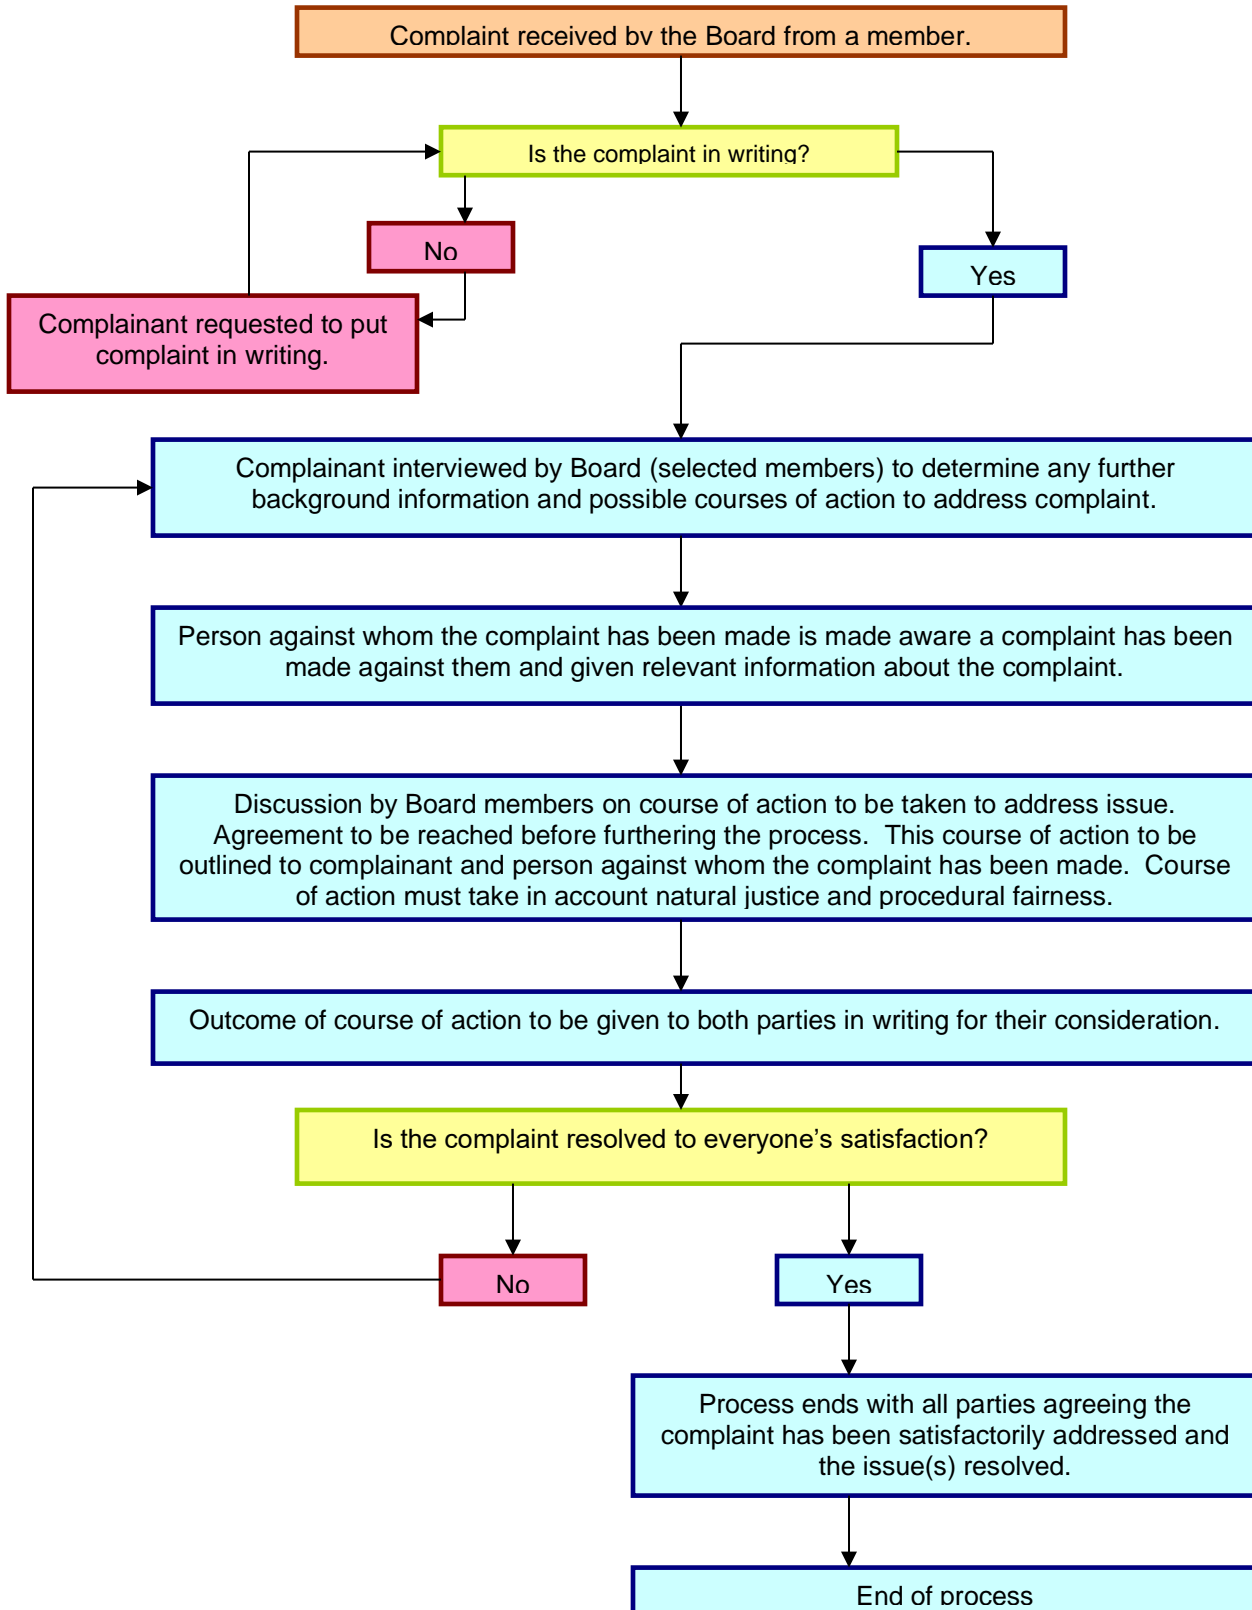 Complaint received by the Board from a member.
Is the complaint in writing?
No
Yes
Complainant requested to put
complaint in writing.
Complainant interviewed by Board (selected members) to determine any further
background information and possible courses of action to address complaint.
Person against whom the complaint has been made is made aware a complaint has been
made against them and given relevant information about the complaint.
Discussion by Board members on course of action to be taken to address issue.
Agreement to be reached before furthering the process.  This course of action to be
outlined to complainant and person against whom the complaint has been made.  Course
of action must take in account natural justice and procedural fairness.
Outcome of course of action to be given to both parties in writing for their consideration.
Is the complaint resolved to everyone’s satisfaction?
No
Yes
Process ends with all parties agreeing the
complaint has been satisfactorily addressed and
the issue(s) resolved.
End of process